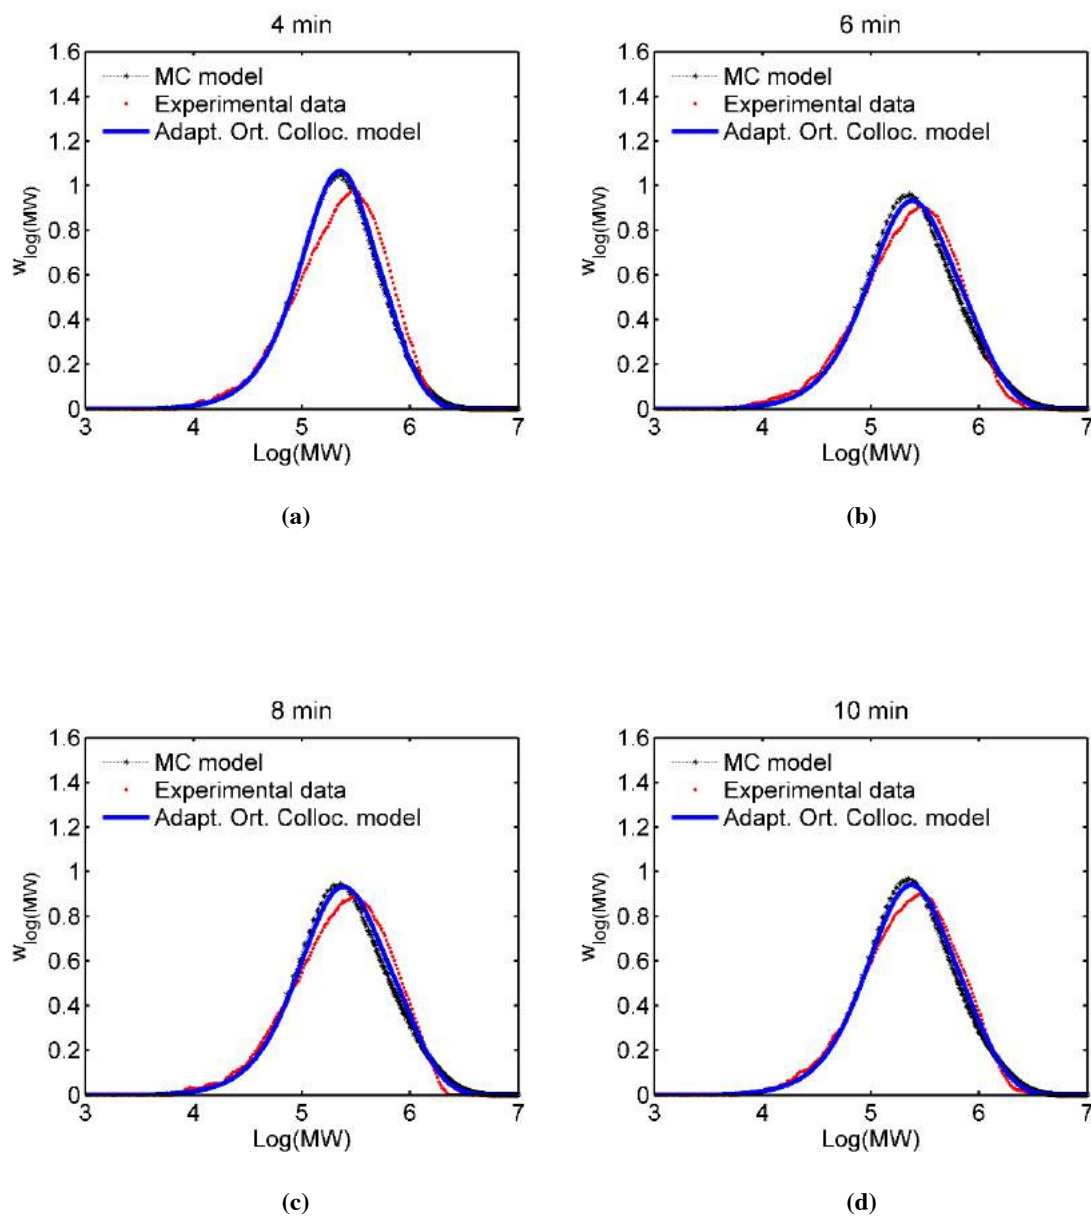 4 min
1.6
1.4
1.2
1
0.8
0.6
0.4
0.2
0
MC model
Experimental data
Adapt. Ort. Colloc. model
w_log(MW)
3 4 5 6 7
Log(MW)
(a)
6 min
1.6
1.4
1.2
1
0.8
0.6
0.4
0.2
0
MC model
Experimental data
Adapt. Ort. Colloc. model
w_log(MW)
3 4 5 6 7
Log(MW)
(b)
8 min
1.6
1.4
1.2
1
0.8
0.6
0.4
0.2
0
MC model
Experimental data
Adapt. Ort. Colloc. model
w_log(MW)
3 4 5 6 7
Log(MW)
(c)
10 min
1.6
1.4
1.2
1
0.8
0.6
0.4
0.2
0
MC model
Experimental data
Adapt. Ort. Colloc. model
w_log(MW)
3 4 5 6 7
Log(MW)
(d)